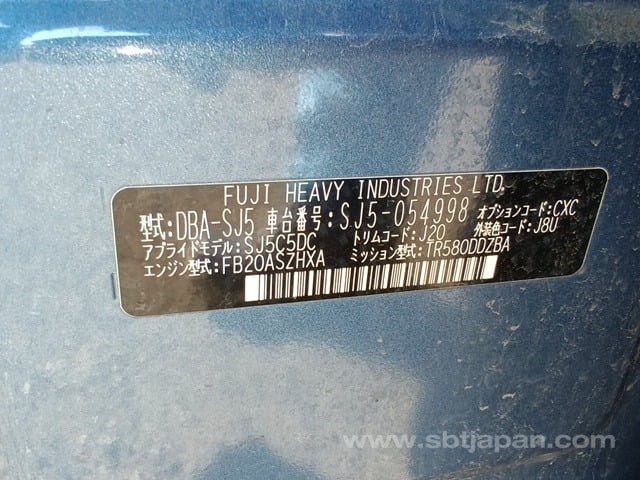 FUJI HEAVY INDUSTRIES LTD.
型式:DBA-SJ5 車台番号:SJ5-054998 オプションコード:CXC
アプライドモデル:SJ5C5DC トリムコード:J20 外装色コード:J8U
エンジン型式:FB20ASZHXA ミッション型式:TR580DDZBA
www.sbtjapan.com